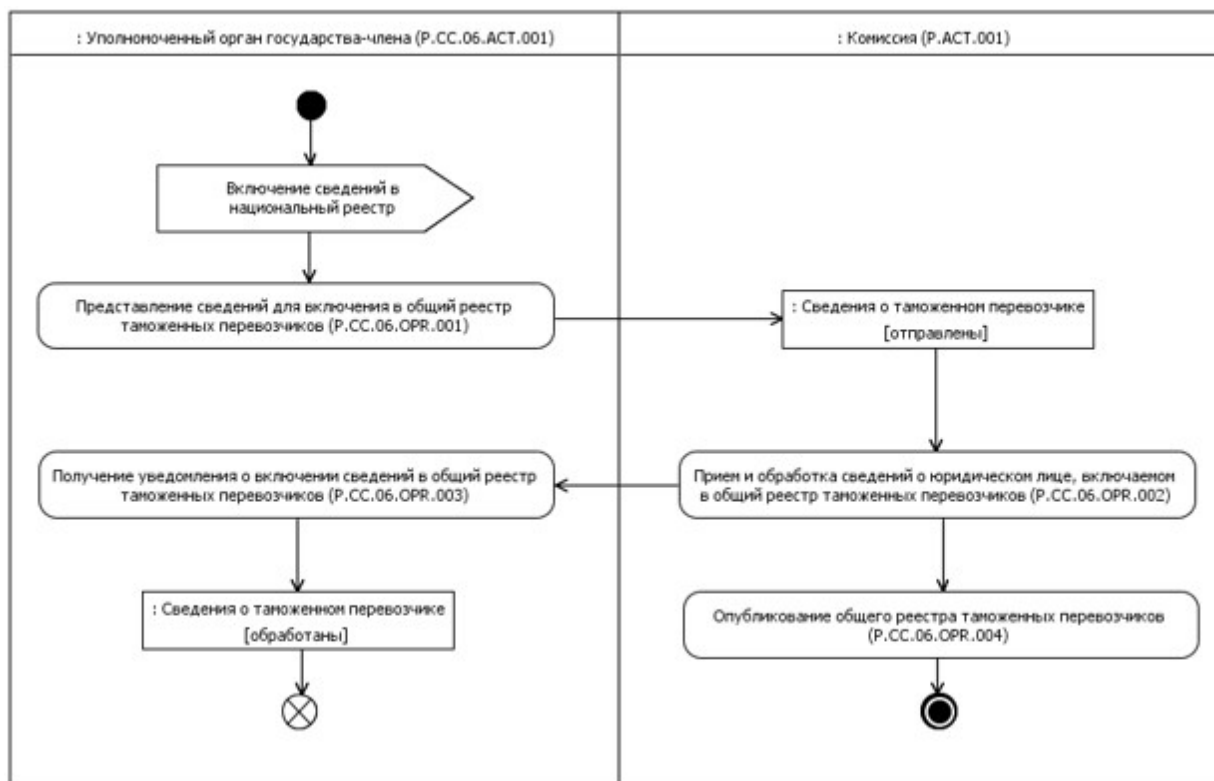 : Уполномоченный орган государства-члена (P.CC.06.ACT.001)
: Комиссия (P.ACT.001)
Включение сведений в
национальный реестр
Представление сведений для включения в общий реестр
таможенных перевозчиков (P.CC.06.OPR.001)
: Сведения о таможенном перевозчике
[отправлены]
Получение уведомления о включении сведений в общий реестр
таможенных перевозчиков (P.CC.06.OPR.003)
Прием и обработка сведений о юридическом лице, включаемом
в общий реестр таможенных перевозчиков (P.CC.06.OPR.002)
: Сведения о таможенном перевозчике
[обработаны]
Опубликование общего реестра таможенных перевозчиков
(P.CC.06.OPR.004)